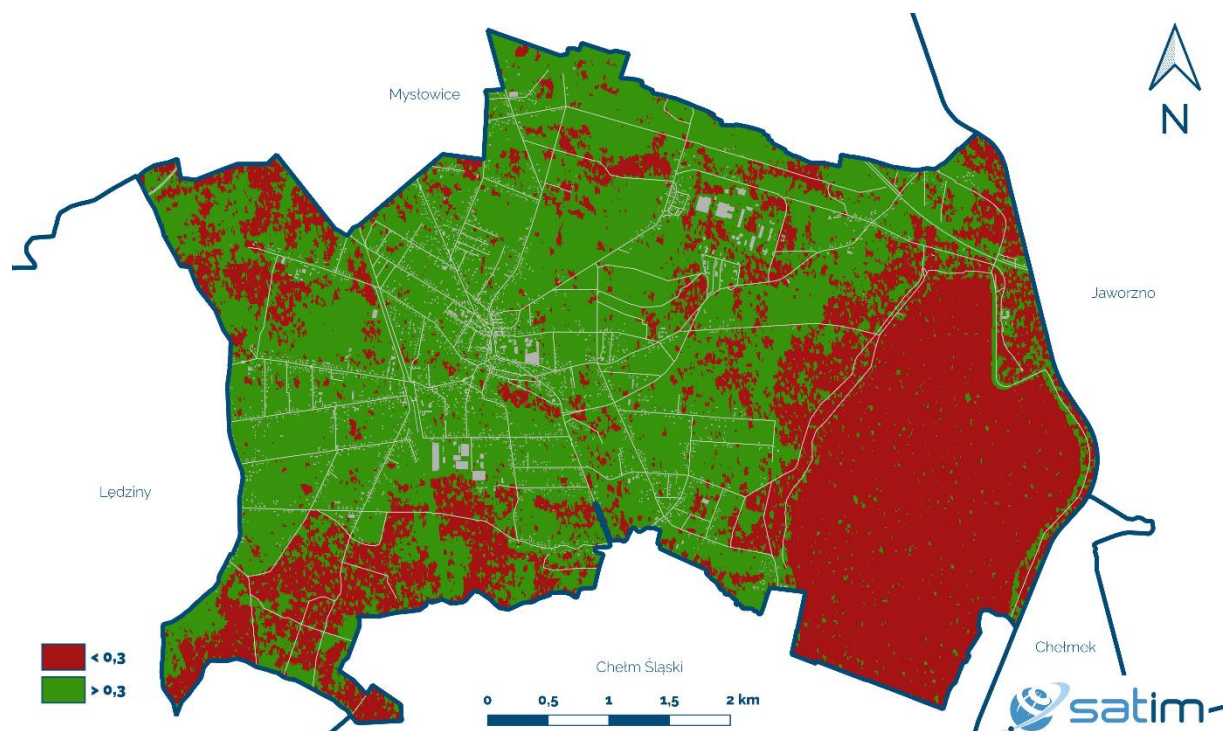 Mysłowice
N
Jaworzno
Lędziny
< 0,3
> 0,3
Chełm Śląski
Chełmek
0 0,5 1 1,5 2 km
satim